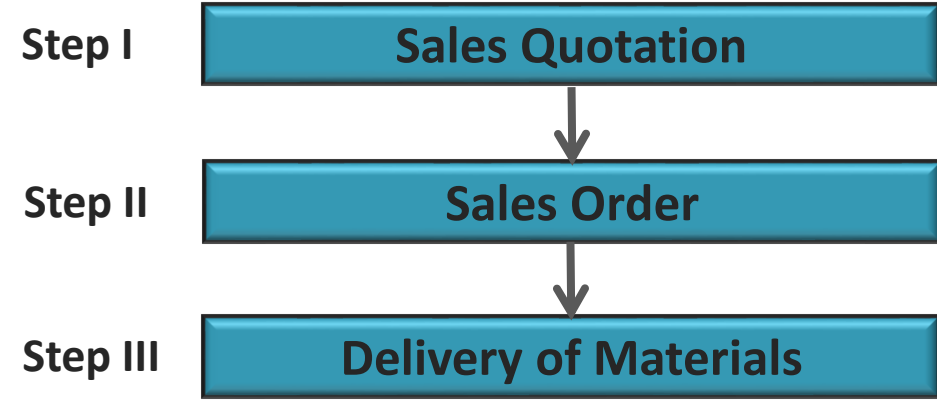 Step I Sales Quotation
Step II Sales Order
Step III Delivery of Materials